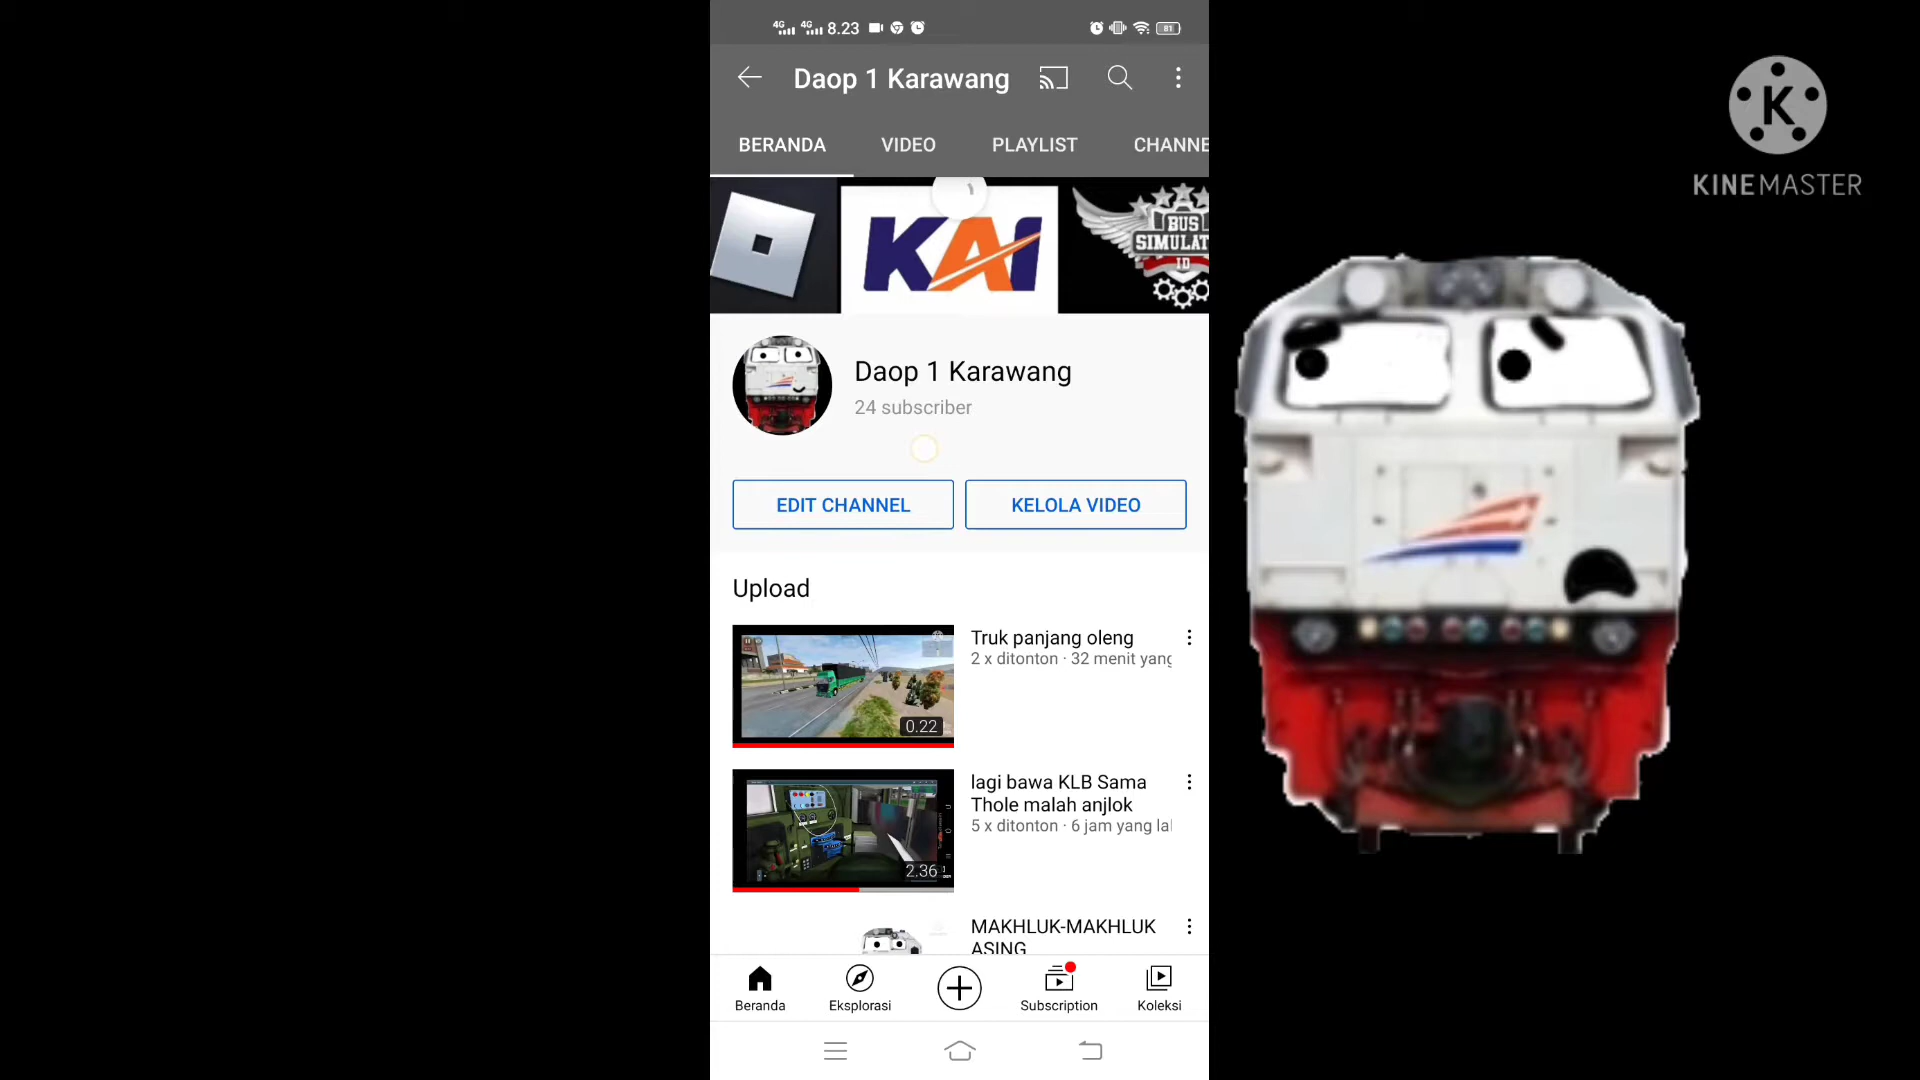 4G 4G 8.23
81
Daop 1 Karawang
BERANDA VIDEO PLAYLIST CHANNE
KAI
BUS
SIMULAT
ID
Daop 1 Karawang
24 subscriber
EDIT CHANNEL KELOLA VIDEO
Upload
Truk panjang oleng
2 x ditonton · 32 menit yang
0.22
lagi bawa KLB Sama
Thole malah anjlok
5 x ditonton · 6 jam yang lal
2.36
MAKHLUK-MAKHLUK
ASING
Beranda Eksplorasi Subscription Koleksi
K
KINEMASTER